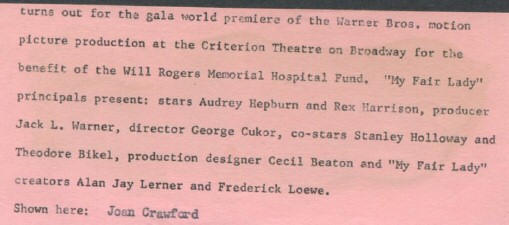 turns out for the gala world premiere of the Warner Bros. motion
picture production at the Criterion Theatre on Broadway for the
benefit of the Will Rogers Memorial Hospital Fund.  "My Fair Lady"
principals present: stars Audrey Hepburn and Rex Harrison, producer
Jack L. Warner, director George Cukor, co-stars Stanley Holloway and
Theodore Bikel, production designer Cecil Beaton and "My Fair Lady"
creators Alan Jay Lerner and Frederick Loewe.
Shown here:  Joan Crawford